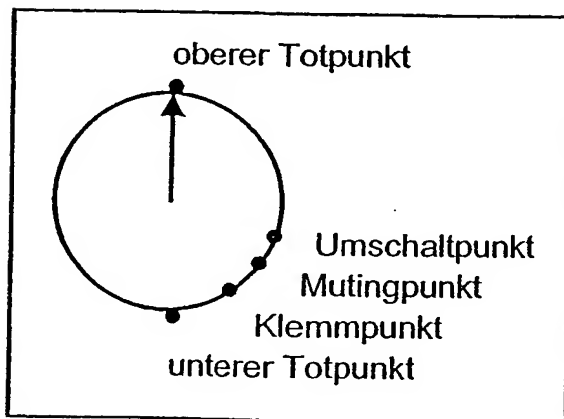 oberer Totpunkt
Umschaltpunkt
Mutingpunkt
Klemmpunkt
unterer Totpunkt